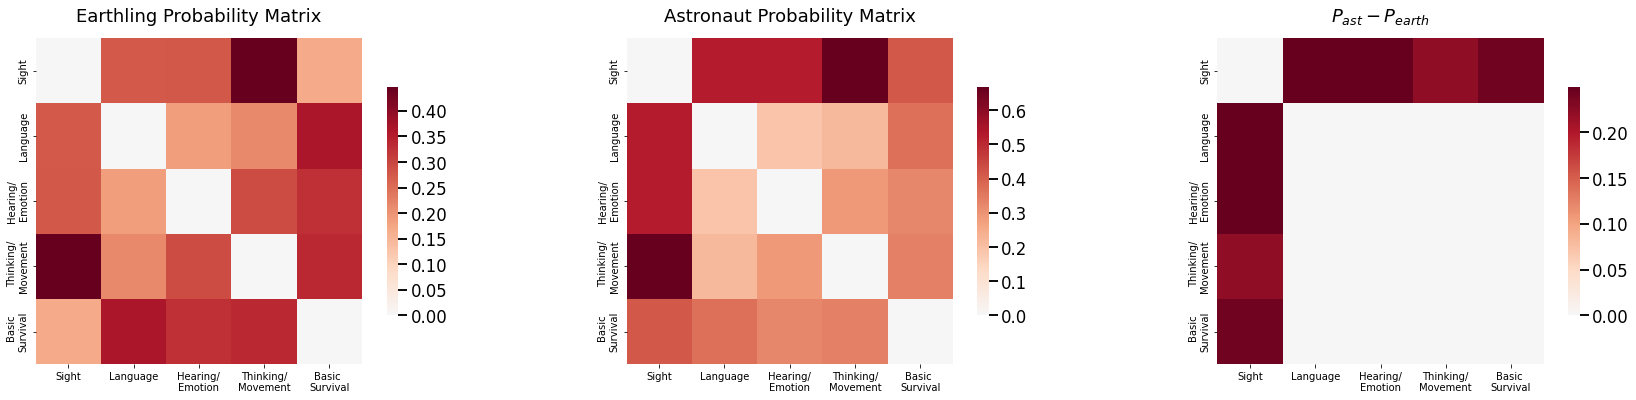 Earthling Probability Matrix
Sight
Language
Hearing/
Emotion
Thinking/
Movement
Basic
Survival
Sight
Language
Hearing/
Emotion
Thinking/
Movement
Basic
Survival
0.40
0.35
0.30
0.25
0.20
0.15
0.10
0.05
0.00
Astronaut Probability Matrix
Sight
Language
Hearing/
Emotion
Thinking/
Movement
Basic
Survival
Sight
Language
Hearing/
Emotion
Thinking/
Movement
Basic
Survival
0.6
0.5
0.4
0.3
0.2
0.1
0.0
P_{ast} − P_{earth}
Sight
Language
Hearing/
Emotion
Thinking/
Movement
Basic
Survival
Sight
Language
Hearing/
Emotion
Thinking/
Movement
Basic
Survival
0.20
0.15
0.10
0.05
0.00